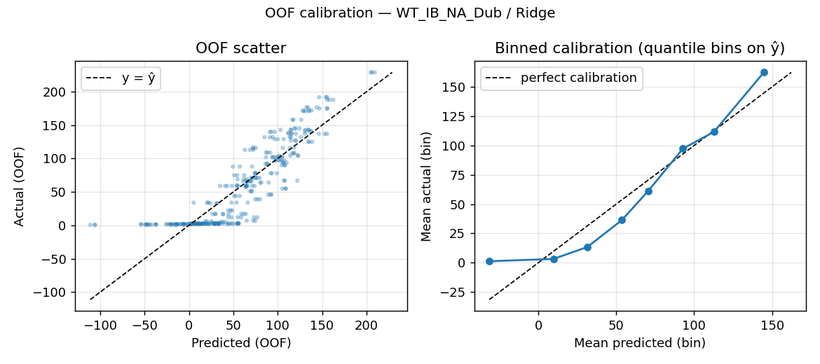 OOF calibration — WT_IB_NA_Dub / Ridge
OOF scatter
y = ŷ
200
150
100
50
0
−50
−100
Actual (OOF)
−100 −50 0 50 100 150 200
Predicted (OOF)
Binned calibration (quantile bins on ŷ)
perfect calibration
150
125
100
75
50
25
0
−25
Mean actual (bin)
0 50 100 150
Mean predicted (bin)